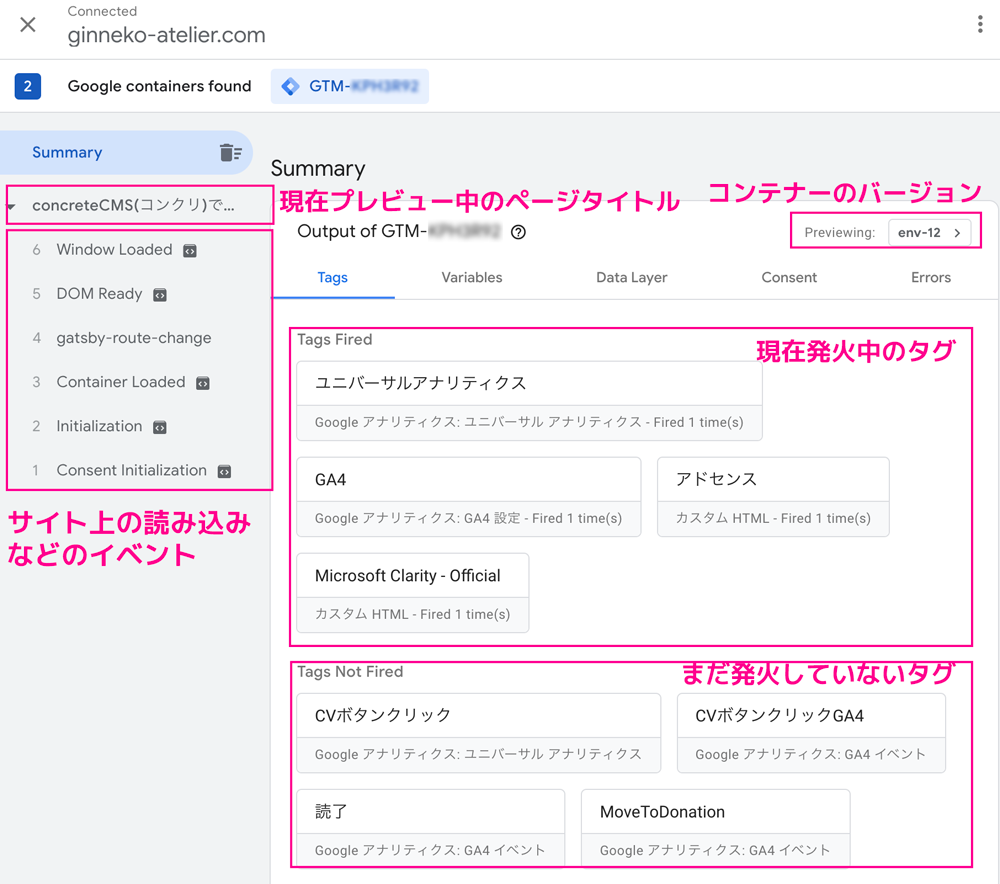 Connected
ginneko-atelier.com
2
Google containers found
GTM-
Summary
Summary
concreteCMS(コンクリ)で...
現在プレビュー中のページタイトル
コンテナーのバージョン
Output of GTM-
Previewing:
env-12
6 Window Loaded
5 DOM Ready
4 gatsby-route-change
3 Container Loaded
2 Initialization
1 Consent Initialization
サイト上の読み込み
などのイベント
Tags
Variables
Data Layer
Consent
Errors
Tags Fired
現在発火中のタグ
ユニバーサルアナリティクス
Google アナリティクス: ユニバーサル アナリティクス - Fired 1 time(s)
GA4
Google アナリティクス: GA4 設定 - Fired 1 time(s)
アドセンス
カスタム HTML - Fired 1 time(s)
Microsoft Clarity - Official
カスタム HTML - Fired 1 time(s)
Tags Not Fired
まだ発火していないタグ
CVボタンクリック
Google アナリティクス: ユニバーサル アナリティクス
CVボタンクリックGA4
Google アナリティクス: GA4 イベント
読了
Google アナリティクス: GA4 イベント
MoveToDonation
Google アナリティクス: GA4 イベント